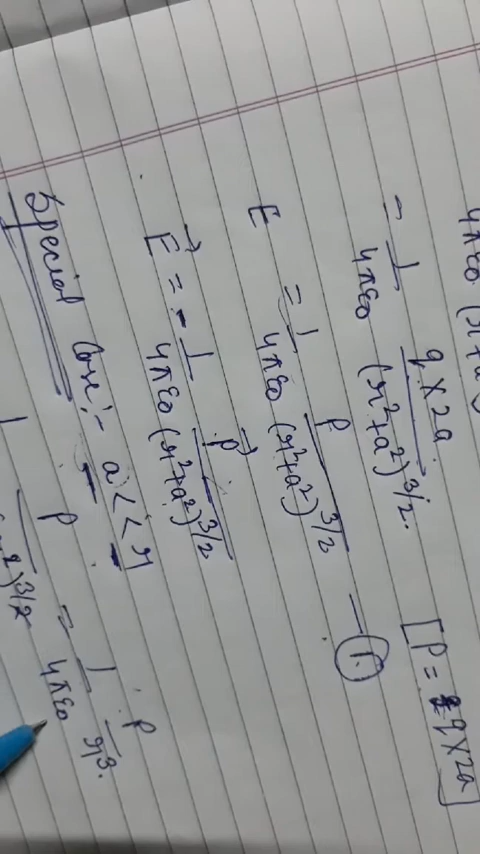 4πε₀ (r²+a
= 1/4πε₀ q×2a/(r²+a²)^3/2. [P = q×2a]
E = 1/4πε₀ p/(r²+a²)^3/2 — (1.)
E⃗ = - 1/4πε₀ p⃗/(r²+a²)^3/2
Special Case:- a<<r
p/²)^3/2 = 1/4πε₀ p/r³.